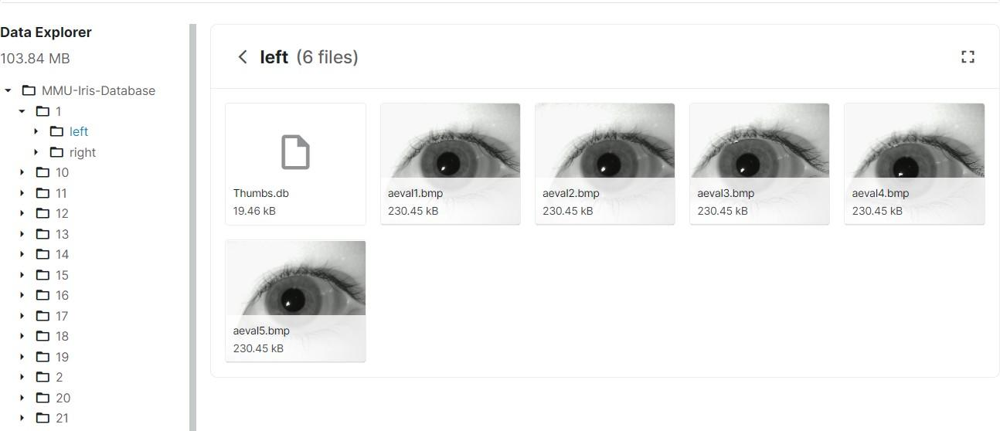 Data Explorer
103.84 MB
MMU-Iris-Database
1
left
right
10
11
12
13
14
15
16
17
18
19
2
20
21
left (6 files)
Thumbs.db
19.46 kB
aeval1.bmp
230.45 kB
aeval2.bmp
230.45 kB
aeval3.bmp
230.45 kB
aeval4.bmp
230.45 kB
aeval5.bmp
230.45 kB